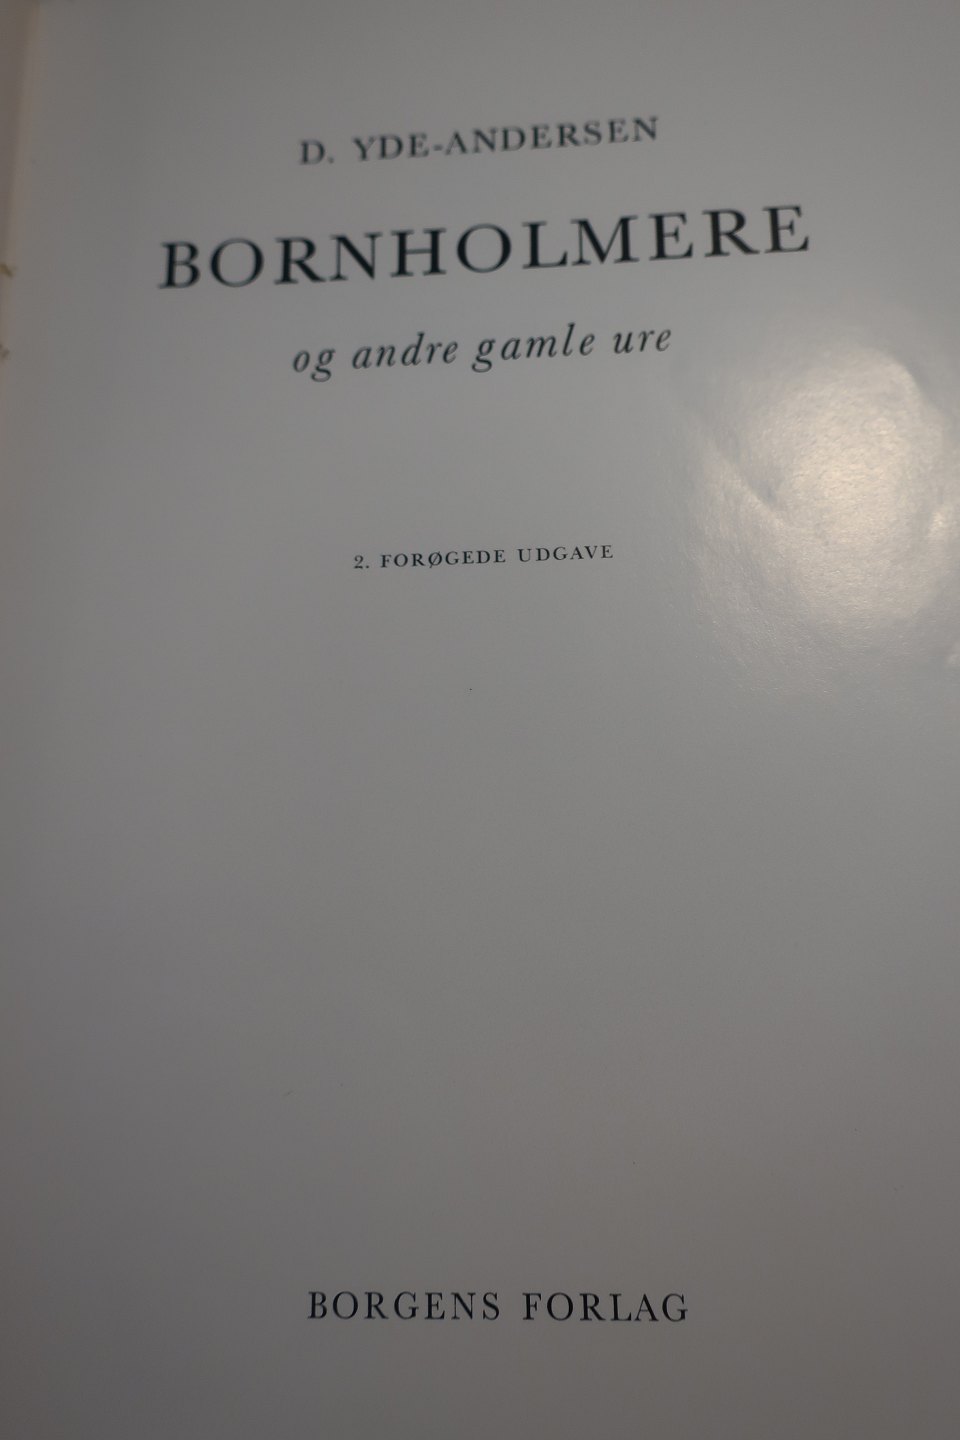 D. YDE-ANDERSEN
BORNHOLMERE
og andre gamle ure
2. FORØGEDE UDGAVE
BORGENS FORLAG